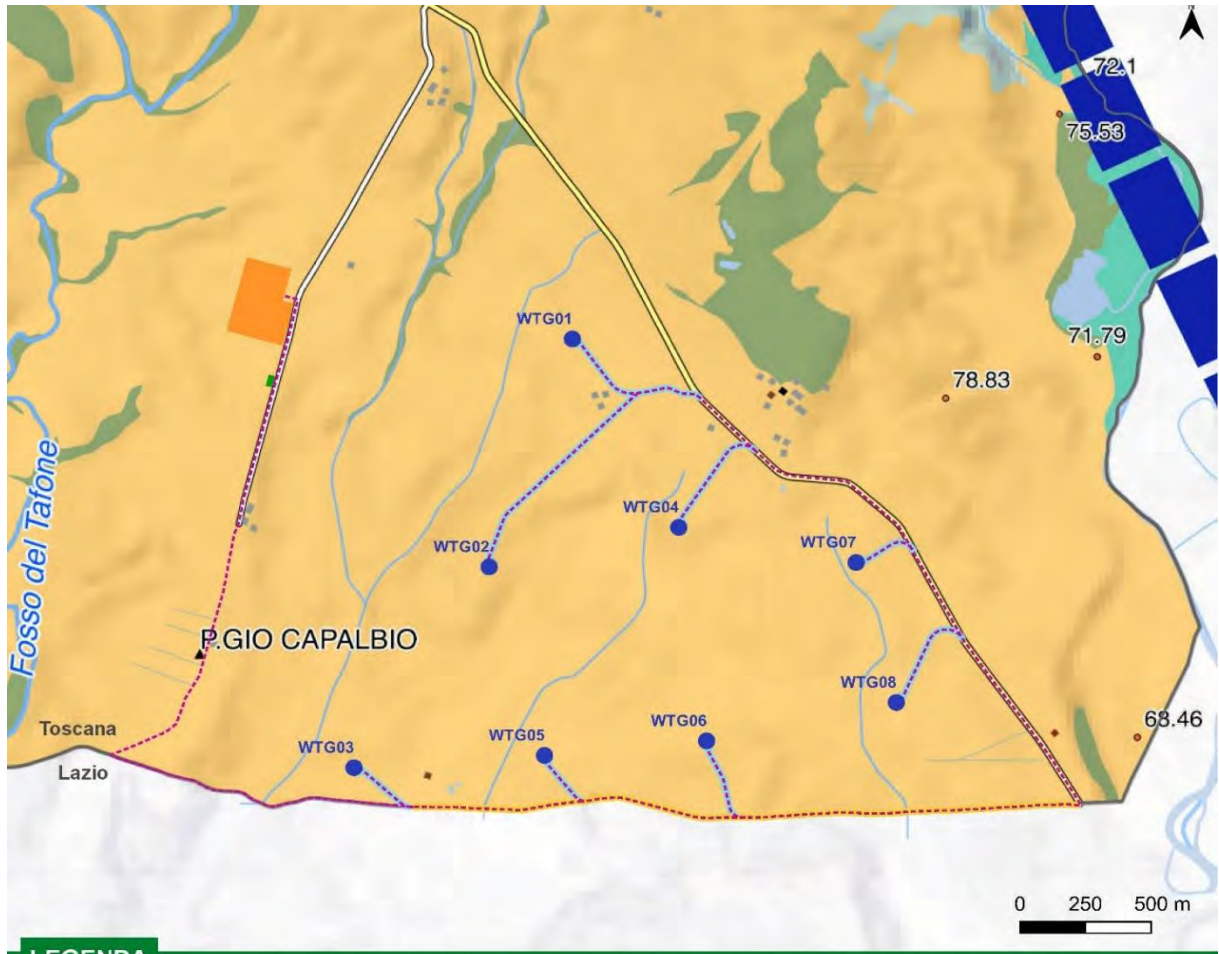 N
72.1
75.53
WTG01
71.79
78.83
Fosso del Tafone
WTG04
WTG02
WTG07
P.GIO CAPALBIO
WTG08
Toscana
WTG06
68.46
WTG05
WTG03
Lazio
0 250 500 m
LEGENDA